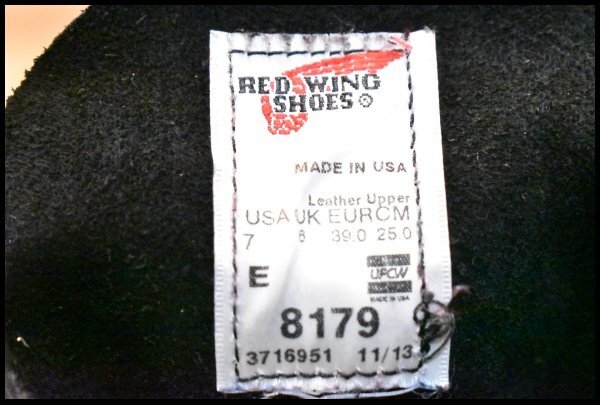 RED WING
SHOES ®
MADE IN USA
Leather Upper
USA UK EUR CM
7 6 39.0 25.0
E
UFCW
MADE IN USA
8179
3716951 11/13